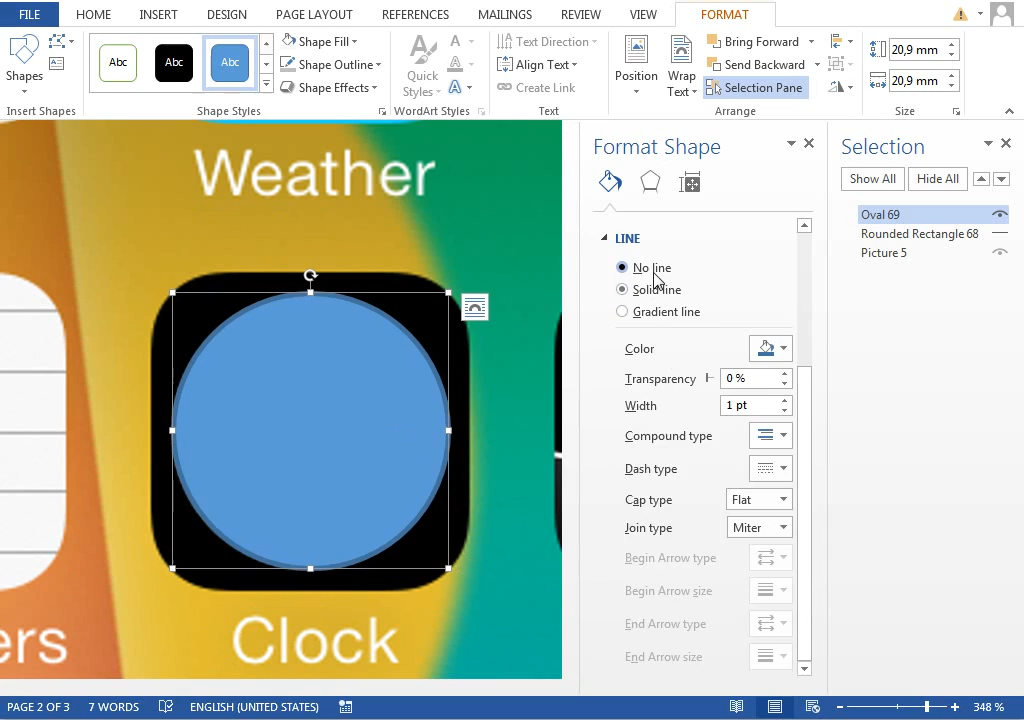 FILE HOME INSERT DESIGN PAGE LAYOUT REFERENCES MAILINGS REVIEW VIEW FORMAT
Shapes
Insert Shapes
Abc Abc Abc
Shape Fill
Shape Outline
Shape Effects
Shape Styles
Quick
Styles
WordArt Styles
Text Direction
Align Text
Create Link
Text
Position
Wrap
Text
Bring Forward
Send Backward
Selection Pane
Arrange
20,9 mm
20,9 mm
Size
Weather
ers
Clock
Format Shape
LINE
No line
Solid line
Gradient line
Color
Transparency 0 %
Width 1 pt
Compound type
Dash type
Cap type Flat
Join type Miter
Begin Arrow type
Begin Arrow size
End Arrow type
End Arrow size
Selection
Show All Hide All
Oval 69
Rounded Rectangle 68
Picture 5
PAGE 2 OF 3 7 WORDS ENGLISH (UNITED STATES) 348 %